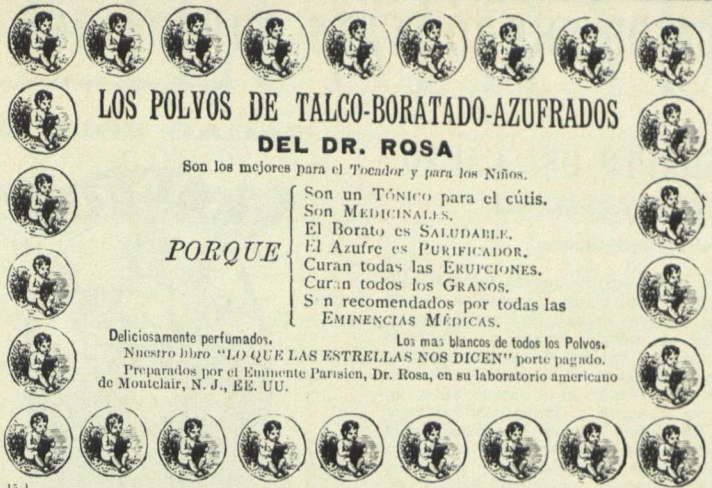 LOS POLVOS DE TALCO-BORATADO-AZUFRADOS
DEL DR. ROSA
Son los mejores para el Tocador y para los Niños.
PORQUE
Son un TÓNICO para el cútis.
Son MEDICINALES.
El Borato es SALUDABLE.
El Azufre es PURIFICADOR.
Curan todas las ERUPCIONES.
Curan todos los GRANOS.
S n recomendados por todas las
EMINENCIAS MÉDICAS.
Deliciosamente perfumados. Los mas blancos de todos los Polvos.
Nuestro libro "LO QUE LAS ESTRELLAS NOS DICEN" porte pagado.
Preparados por el Eminente Parisien, Dr. Rosa, en su laboratorio americano
de Montclair, N. J., EE. UU.
15-1